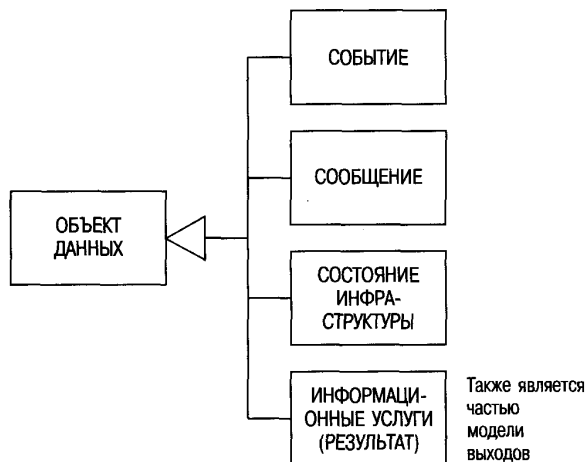 СОБЫТИЕ
СООБЩЕНИЕ
ОБЪЕКТ
ДАННЫХ
СОСТОЯНИЕ
ИНФРА-
СТРУКТУРЫ
ИНФОРМАЦИ-
ОННЫЕ УСЛУГИ
(РЕЗУЛЬТАТ)
Также является
частью
модели
выходов